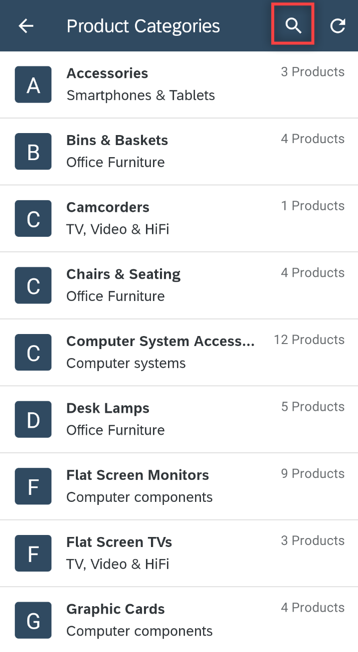 Product Categories
A
Accessories
3 Products
Smartphones & Tablets
B
Bins & Baskets
4 Products
Office Furniture
C
Camcorders
1 Products
TV, Video & HiFi
C
Chairs & Seating
4 Products
Office Furniture
C
Computer System Access...
12 Products
Computer systems
D
Desk Lamps
5 Products
Office Furniture
F
Flat Screen Monitors
9 Products
Computer components
F
Flat Screen TVs
3 Products
TV, Video & HiFi
G
Graphic Cards
4 Products
Computer components